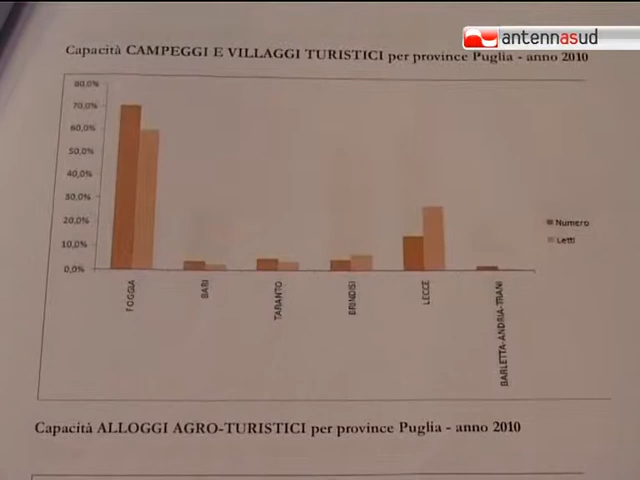 antennasud
Capacità CAMPEGGI E VILLAGGI TURISTICI per province Puglia - anno 2010
80,0%
70,0%
60,0%
50,0%
40,0%
30,0%
20,0%
10,0%
0,0%
FOGGIA
BARI
TARANTO
BRINDISI
LECCE
BARLETTA-ANDRIA-TRANI
Numero
Letti
Capacità ALLOGGI AGRO-TURISTICI per province Puglia - anno 2010